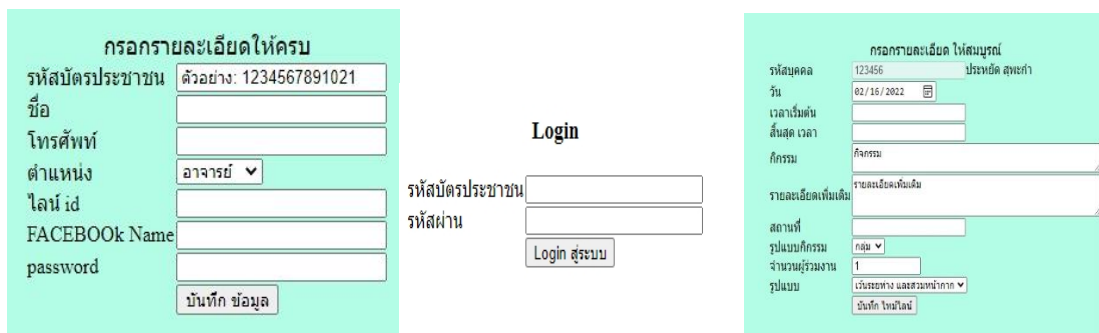 กรอกรายละเอียดให้ครบ
รหัสบัตรประชาชน ตัวอย่าง: 1234567891021
ชื่อ
โทรศัพท์
ตำแหน่ง อาจารย์
ไลน์ id
FACEBOOk Name
password
บันทึก ข้อมูล
Login
รหัสบัตรประชาชน
รหัสผ่าน
Login สู่ระบบ
กรอกรายละเอียด ให้สมบูรณ์
รหัสบุคคล 123456 ประหยัด สุพะกำ
วัน 02/16/2022
เวลาเริ่มต้น
สิ้นสุด เวลา
กิกรรม กิจกรรม
รายละเอียดเพิ่มเติม รายละเอียดเพิ่มเติม
สถานที่
รูปแบบกิกรรม กลุ่ม
จำนวนผู้ร่วมงาน 1
รูปแบบ เว้นระยห่าง และสวมหน้ากาก
บันทึก ไทม์ไลน์